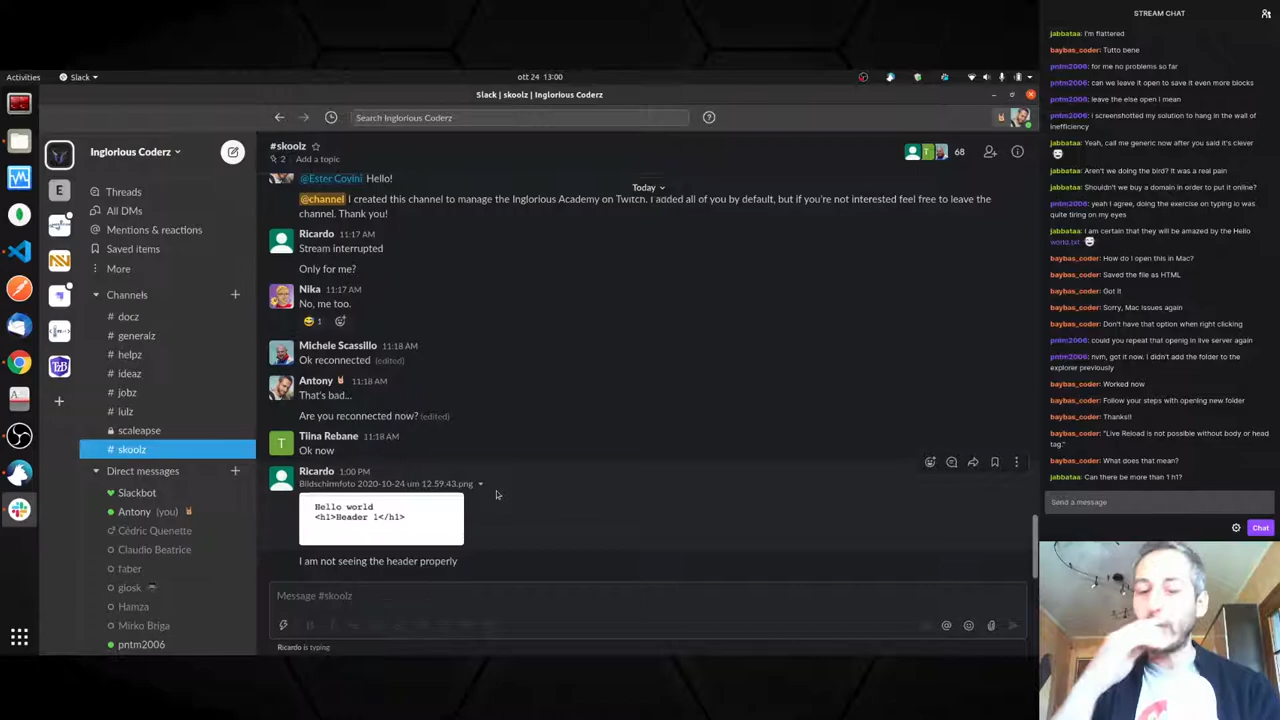 STREAM CHAT
Activities
Slack
ott 24 13:00
Slack | skoolz | Inglorious Coderz
Search Inglorious Coderz
Inglorious Coderz
E
Threads
All DMs
Mentions & reactions
Saved items
More
Channels
# docz
# generalz
# helpz
# ideaz
# jobz
# lulz
scaleapse
# skoolz
Direct messages
Slackbot
Antony (you)
Cédric Quenette
Claudio Beatrice
faber
giosk
Hamza
Mirko Briga
pntm2006
#skoolz
2
Add a topic
T
68
@Ester Covini Hello!
Today
@channel I created this channel to manage the Inglorious Academy on Twitch. I added all of you by default, but if you're not interested feel free to leave the
channel. Thank you!
Ricardo 11:17 AM
Stream interrupted
Only for me?
Nika 11:17 AM
No, me too.
1
Michele Scassillo 11:18 AM
Ok reconnected (edited)
Antony 11:18 AM
That's bad...
Are you reconnected now? (edited)
T
Tiina Rebane 11:18 AM
Ok now
Ricardo 1:00 PM
Bildschirmfoto 2020-10-24 um 12.59.43.png
Hello world
<h1>Header 1</h1>
I am not seeing the header properly
Message #skoolz
Ricardo is typing
jabbataa: I'm flattered
baybas_coder: Tutto bene
pntm2006: for me no problems so far
pntm2006: can we leave it open to save it even more blocks
pntm2006: leave the else open I mean
pntm2006: i screenshotted my solution to hang in the wall of
inefficiency
jabbataa: Yeah, call me generic now after you said it's clever
jabbataa: Aren't we doing the bird? It was a real pain
jabbataa: Shouldn't we buy a domain in order to put it online?
pntm2006: yeah I agree, doing the exercise on typing io was
quite tiring on my eyes
jabbataa: I am certain that they will be amazed by the Hello
world.txt
baybas_coder: How do I open this in Mac?
baybas_coder: Saved the file as HTML
baybas_coder: Got it
baybas_coder: Sorry, Mac issues again
baybas_coder: Don't have that option when right clicking
pntm2006: could you repeat that openig in live server again
pntm2006: nvm, got it now. I didn't add the folder to the
explorer previously
baybas_coder: Worked now
baybas_coder: Follow your steps with opening new folder
baybas_coder: Thanks!!
baybas_coder: "Live Reload is not possible without body or head
tag."
baybas_coder: What does that mean?
jabbataa: Can there be more than 1 h1?
Send a message
Chat